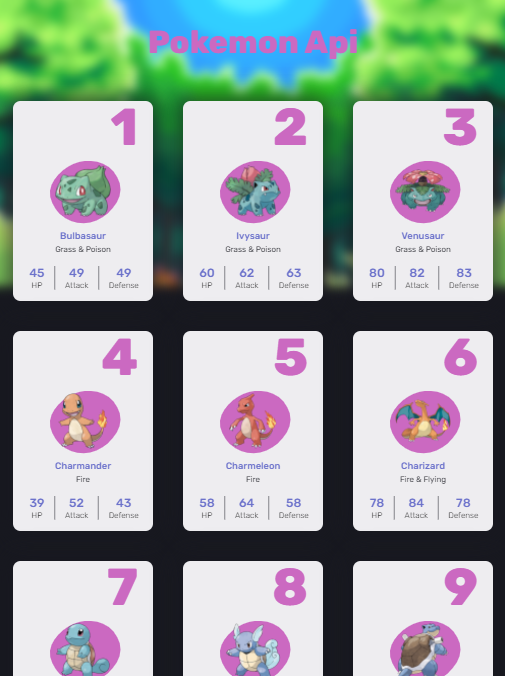 Pokemon Api
1 2 3
Bulbasaur Ivysaur Venusaur
Grass & Poison Grass & Poison Grass & Poison
45 49 49 60 62 63 80 82 83
HP Attack Defense HP Attack Defense HP Attack Defense
4 5 6
Charmander Charmeleon Charizard
Fire Fire Fire & Flying
39 52 43 58 64 58 78 84 78
HP Attack Defense HP Attack Defense HP Attack Defense
7 8 9